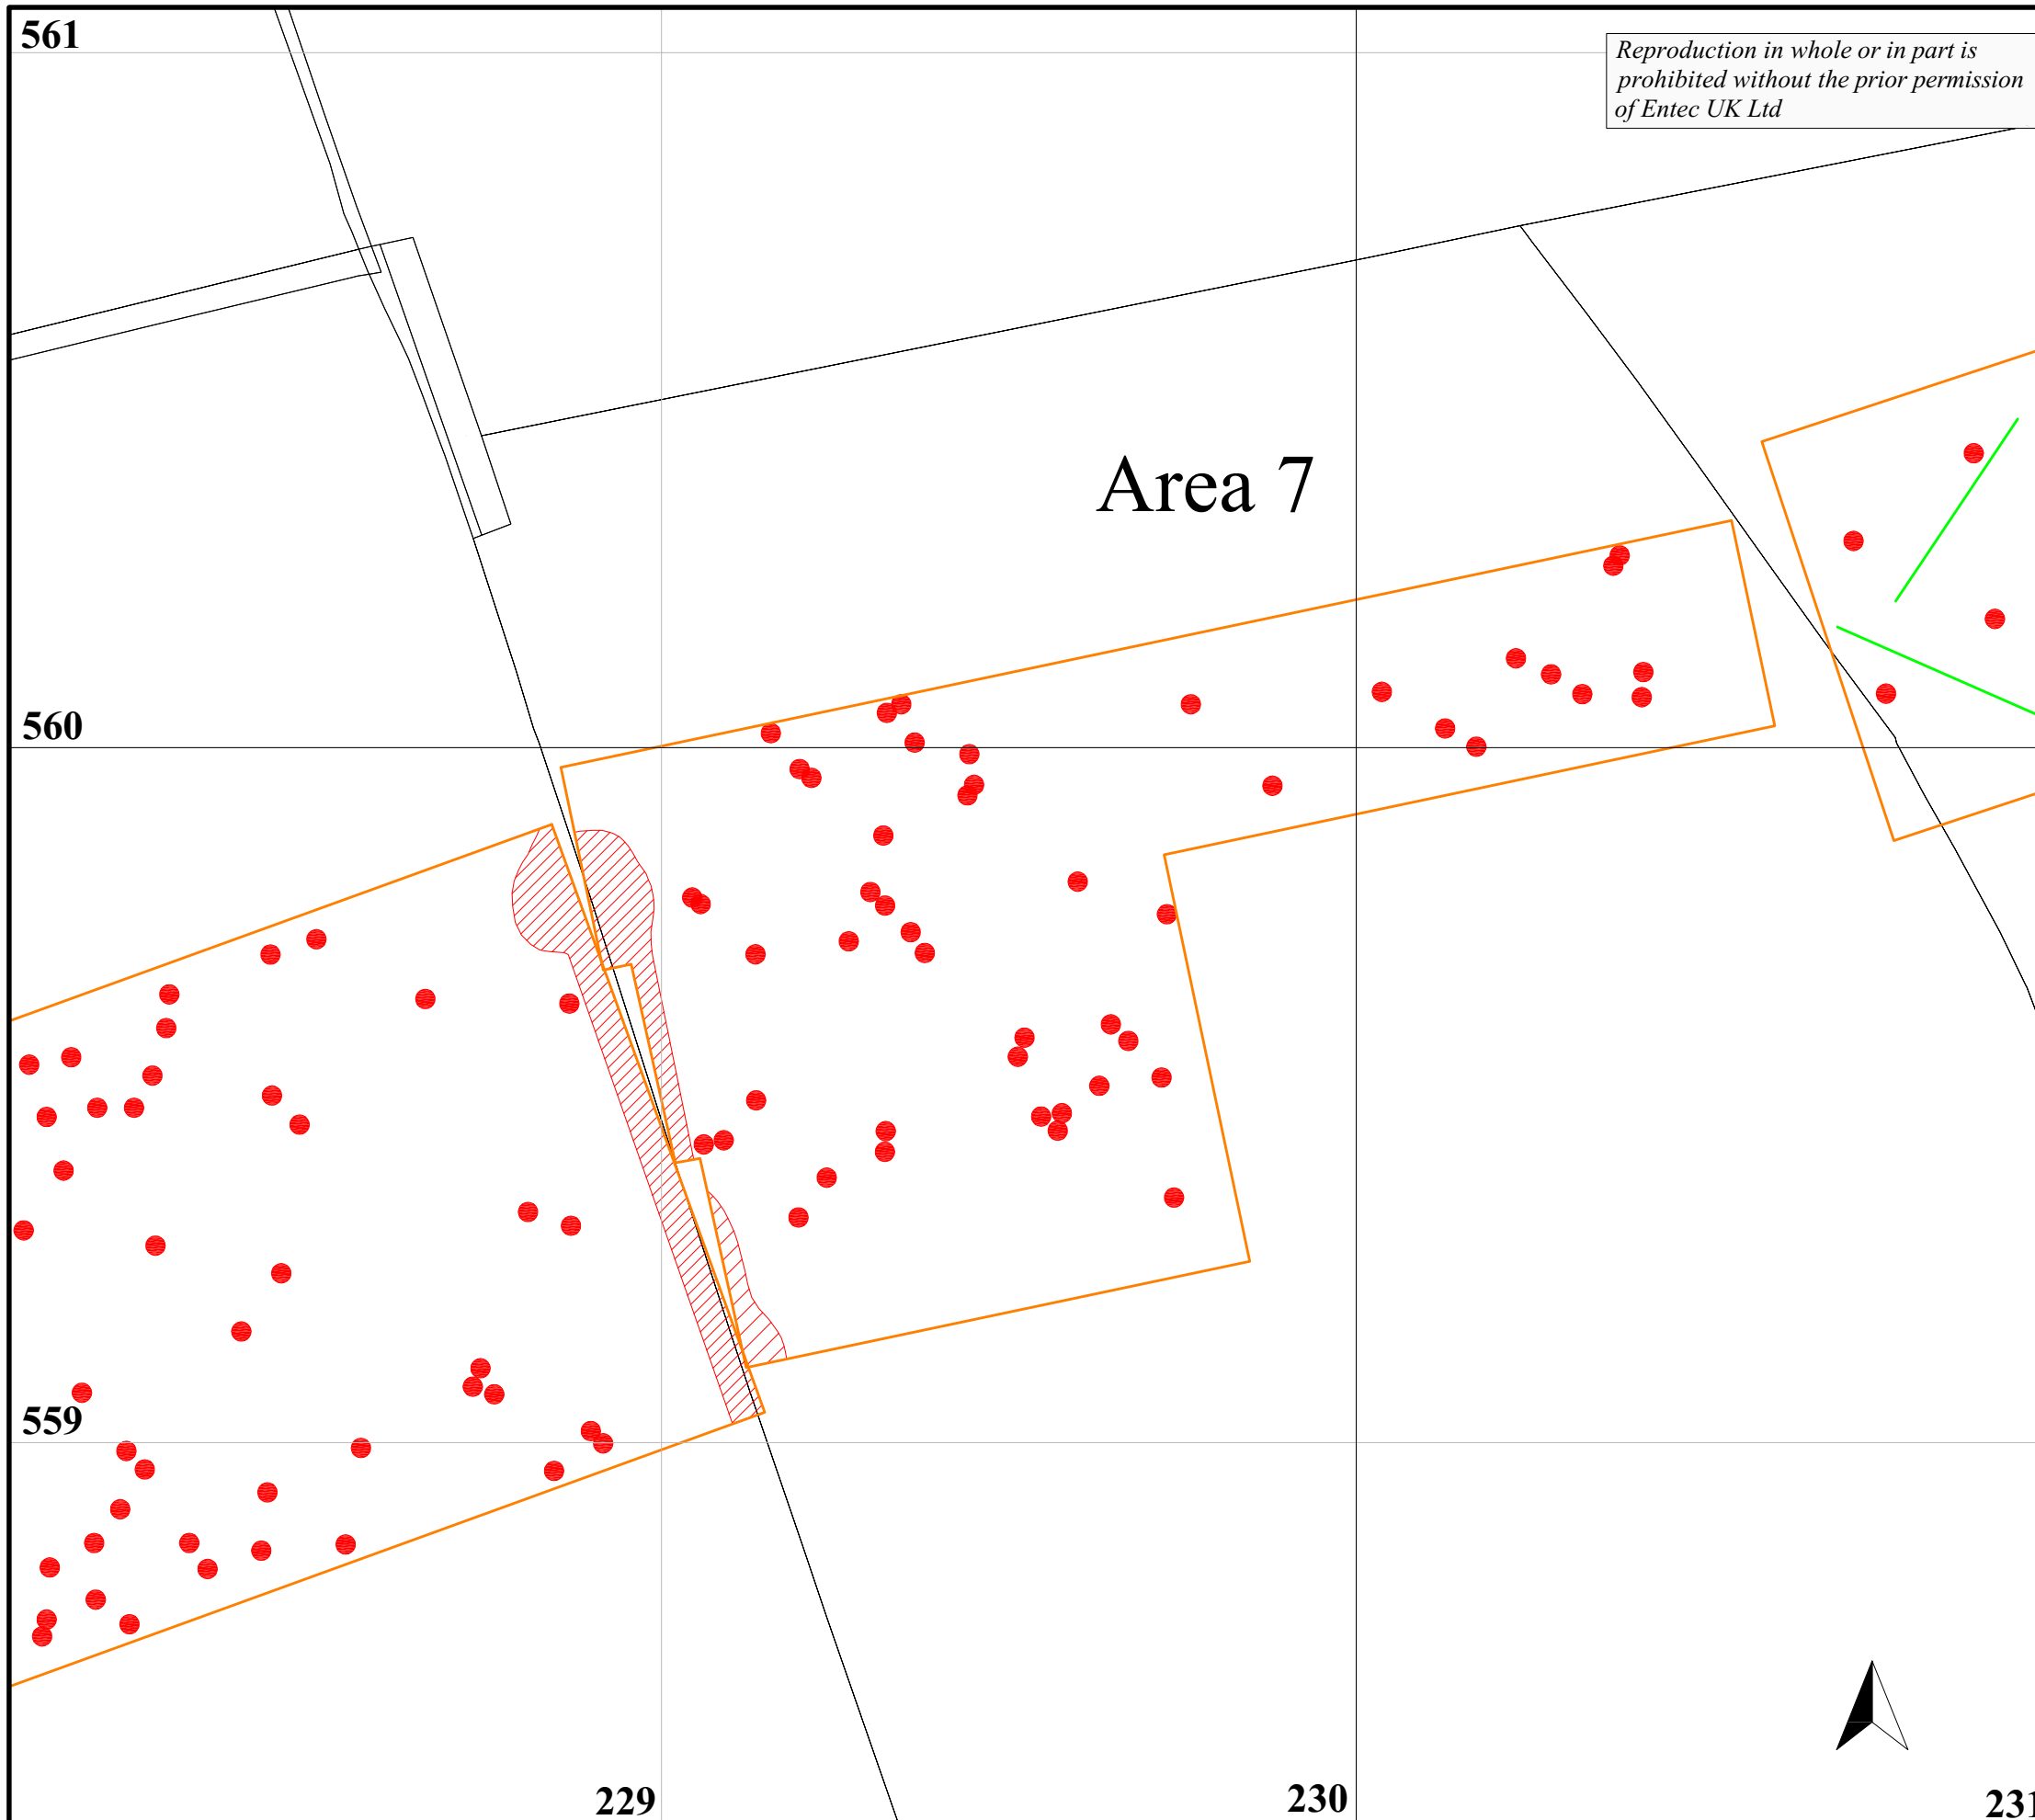 561
Reproduction in whole or in part is
prohibited without the prior permission
of Entec UK Ltd
Area 7
560
559
229
230
231